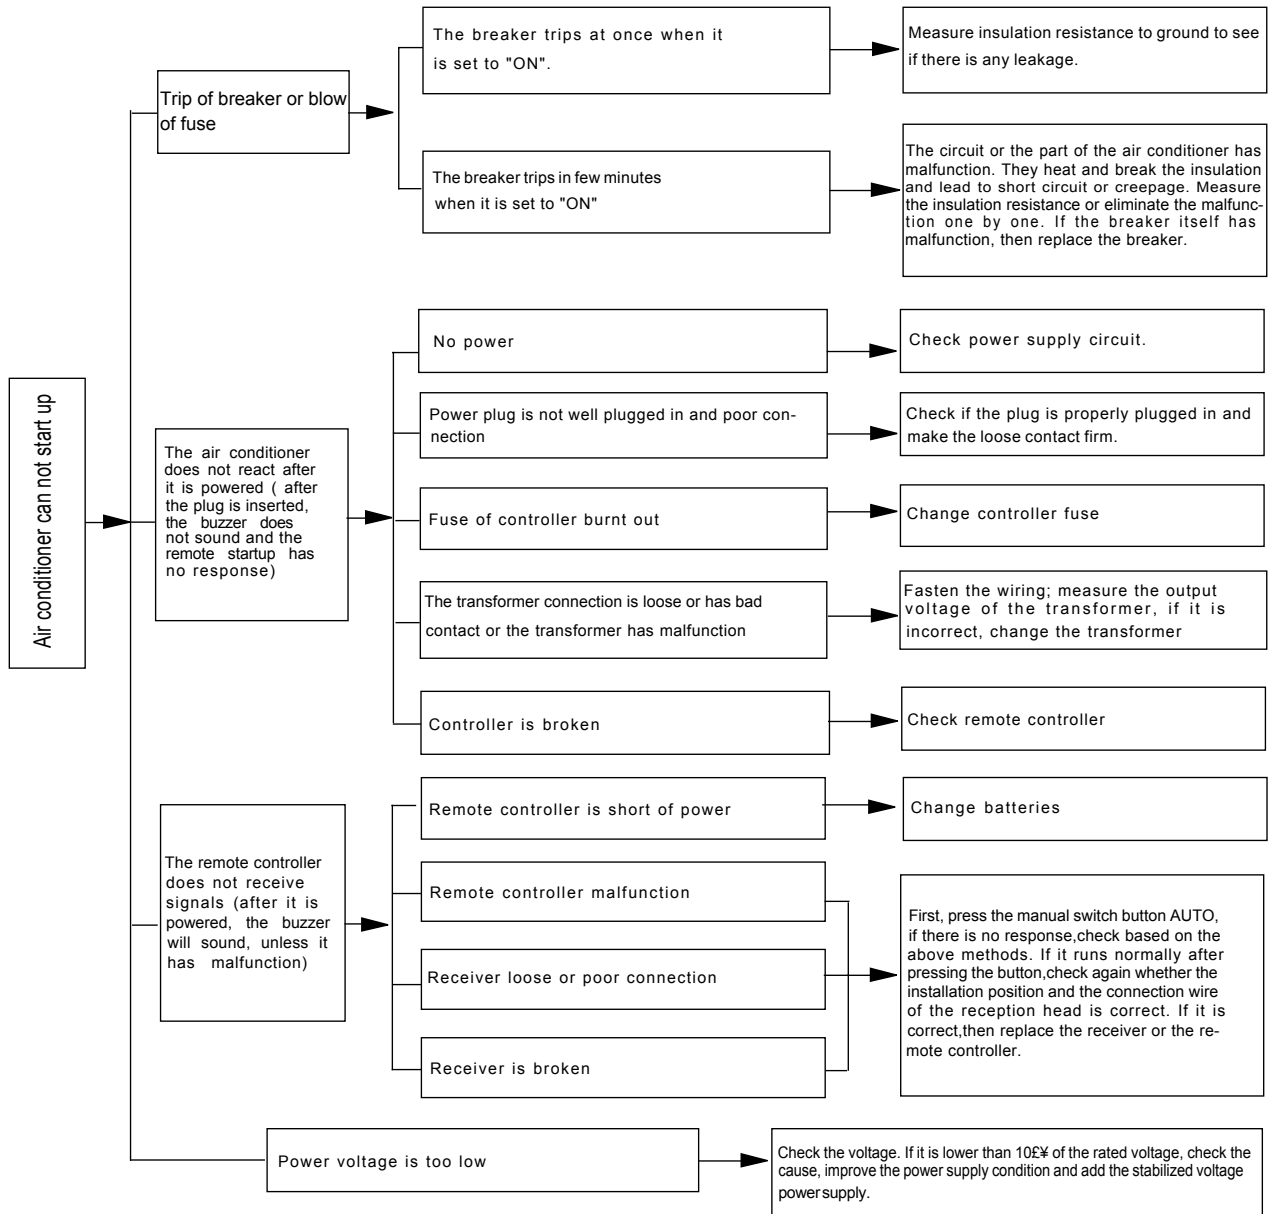 Air conditioner can not start up
Trip of breaker or blow
of fuse
The breaker trips at once when it
is set to "ON".
Measure insulation resistance to ground to see
if there is any leakage.
The breaker trips in few minutes
when it is set to "ON"
The circuit or the part of the air conditioner has
malfunction. They heat and break the insulation
and lead to short circuit or creepage. Measure
the insulation resistance or eliminate the malfunc-
tion one by one. If the breaker itself has
malfunction, then replace the breaker.
The air conditioner
does not react after
it is powered ( after
the plug is inserted,
the buzzer does
not sound and the
remote startup has
no response)
No power
Check power supply circuit.
Power plug is not well plugged in and poor con-
nection
Check if the plug is properly plugged in and
make the loose contact firm.
Fuse of controller burnt out
Change controller fuse
The transformer connection is loose or has bad
contact or the transformer has malfunction
Fasten the wiring; measure the output
voltage of the transformer, if it is
incorrect, change the transformer
Controller is broken
Check remote controller
The remote controller
does not receive
signals (after it is
powered, the buzzer
will sound, unless it
has malfunction)
Remote controller is short of power
Change batteries
Remote controller malfunction
Receiver loose or poor connection
Receiver is broken
First, press the manual switch button AUTO,
if there is no response,check based on the
above methods. If it runs normally after
pressing the button,check again whether the
installation position and the connection wire
of the reception head is correct. If it is
correct,then replace the receiver or the re-
mote controller.
Power voltage is too low
Check the voltage. If it is lower than 10£¥ of the rated voltage, check the
cause, improve the power supply condition and add the stabilized voltage
power supply.